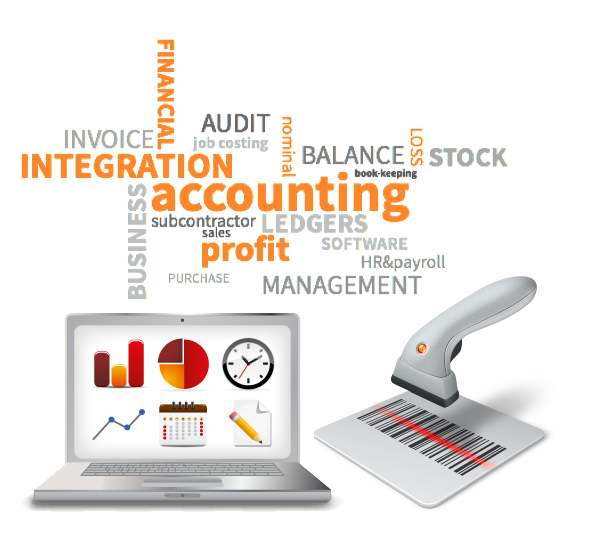 FINANCIAL
AUDIT
INVOICE
job costing
nominal
BALANCE
LOSS
STOCK
INTEGRATION
book-keeping
accounting
BUSINESS
subcontractor
LEDGERS
sales
profit
SOFTWARE
HR&payroll
PURCHASE
MANAGEMENT